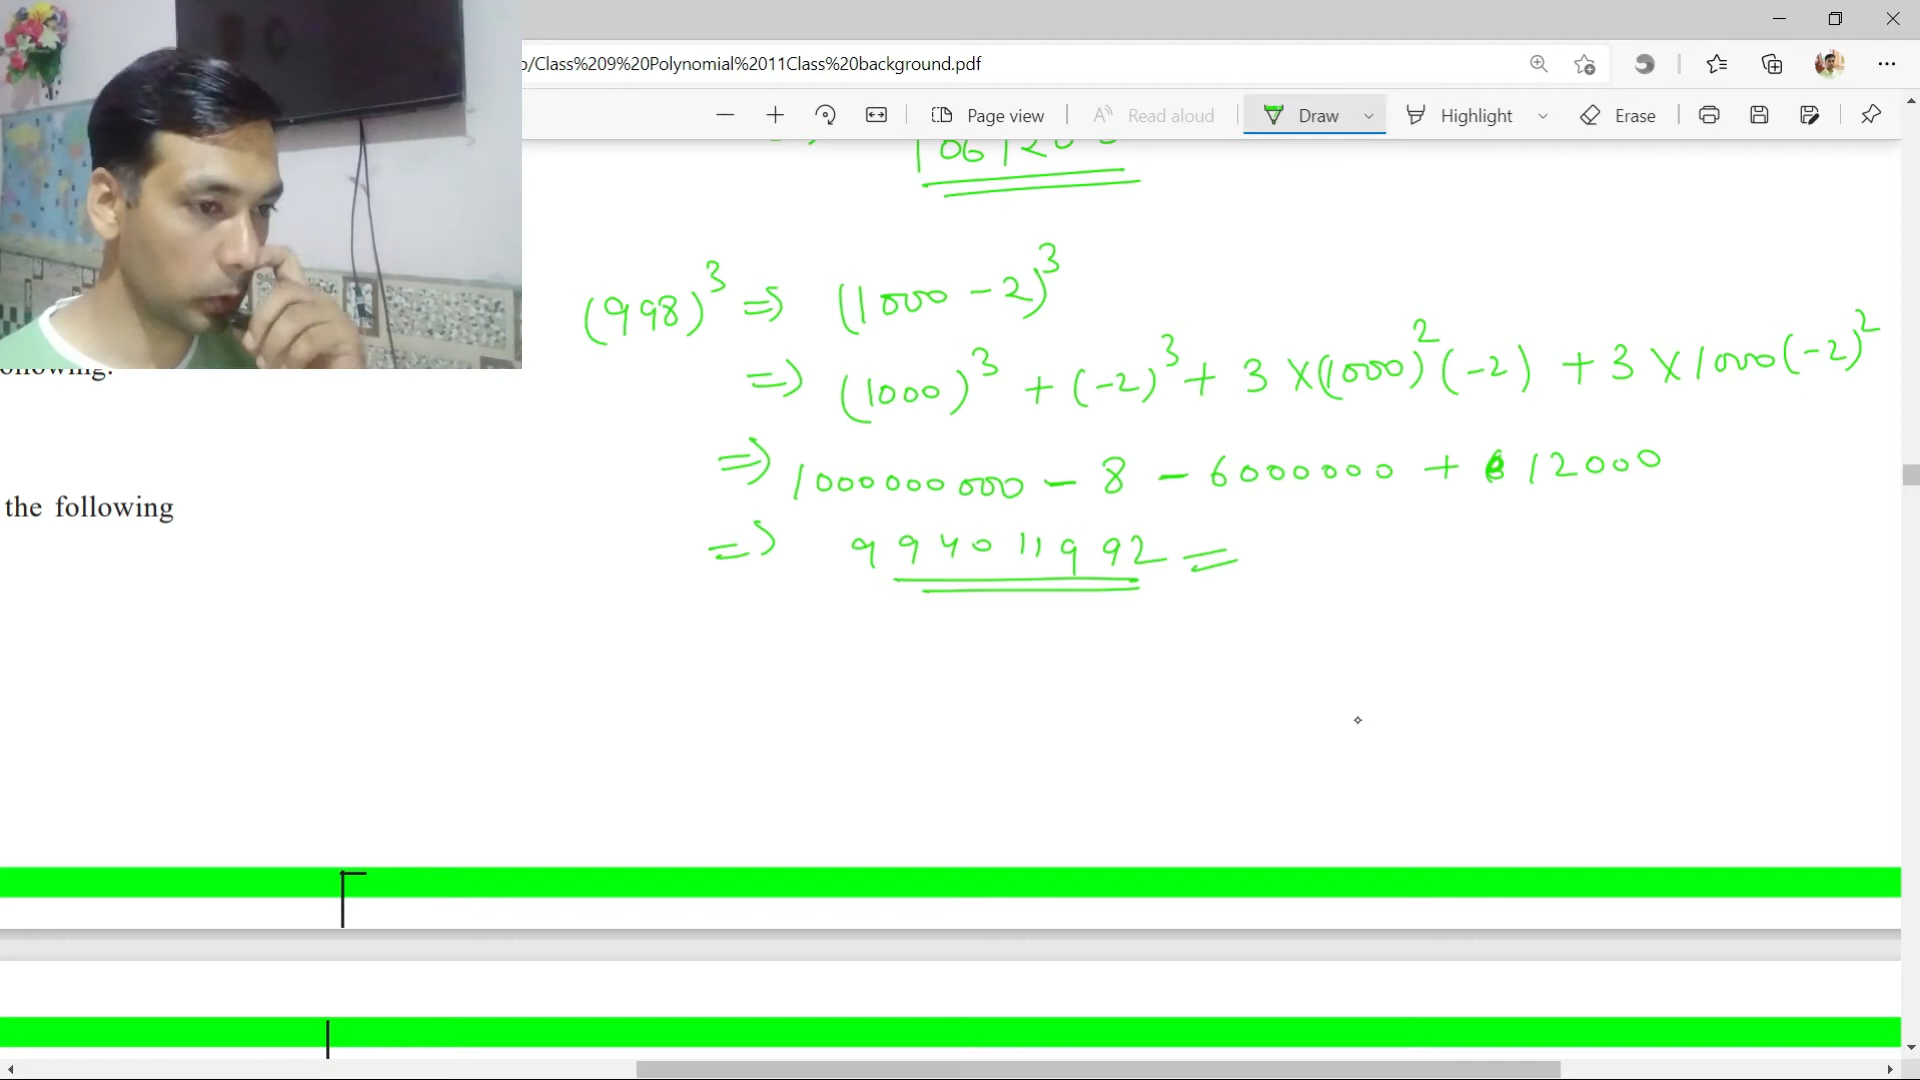 o/Class%209%20Polynomial%2011Class%20background.pdf
Page view Read aloud Draw Highlight Erase
(998)³ ⇒ (1000 - 2)³
⇒ (1000)³ + (-2)³ + 3 × (1000)² (-2) + 3 × 1000 (-2)²
⇒ 1000000000 - 8 - 6000000 + 12000
⇒ 994011992 =
the following